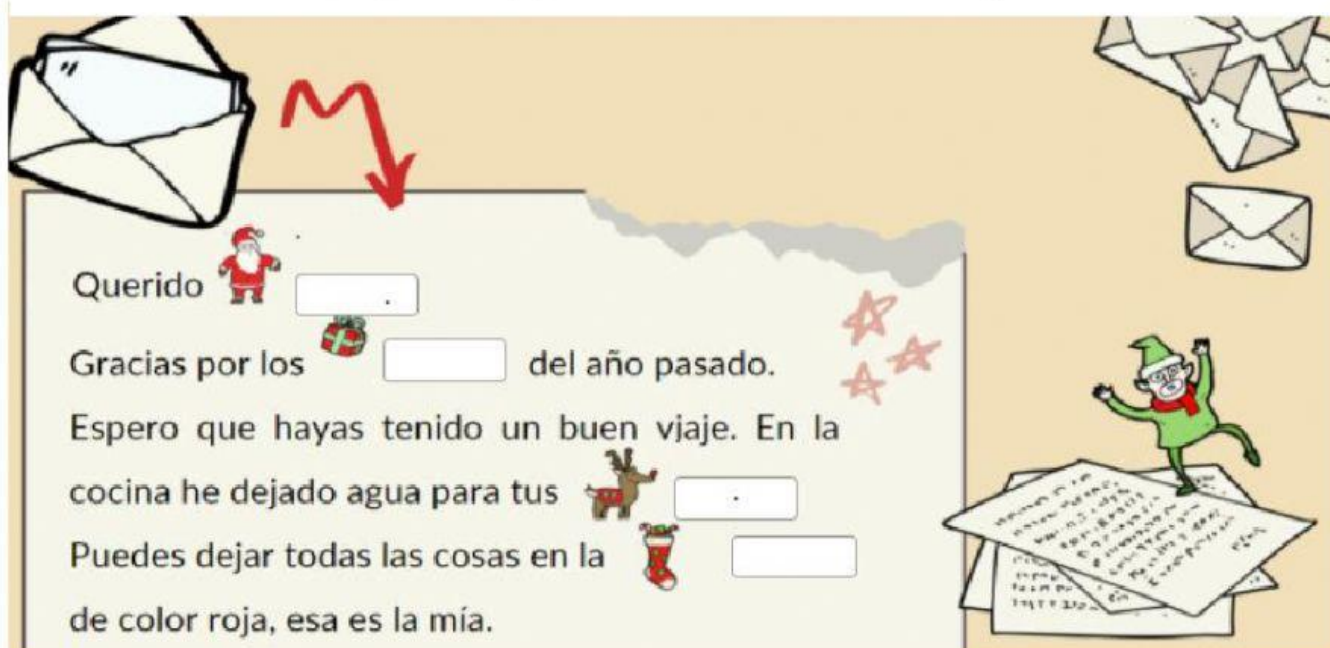 Querido
Gracias por los del año pasado.
Espero que hayas tenido un buen viaje. En la
cocina he dejado agua para tus
Puedes dejar todas las cosas en la
de color roja, esa es la mía.